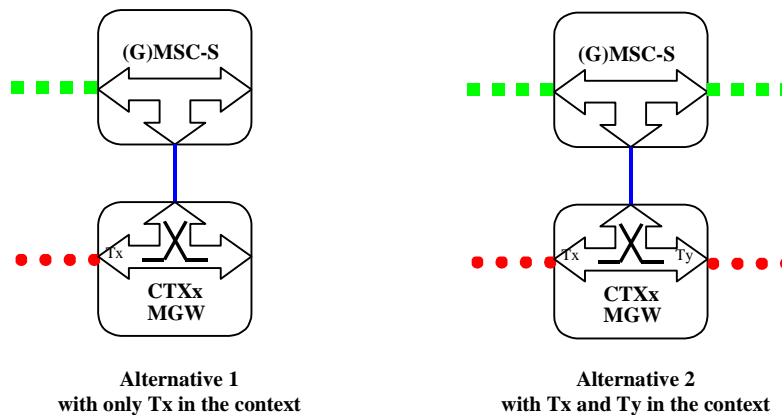 (G)MSC-S
(G)MSC-S
Tx
CTXx
MGW
Tx
Ty
CTXx
MGW
Alternative 1
with only Tx in the context
Alternative 2
with Tx and Ty in the context